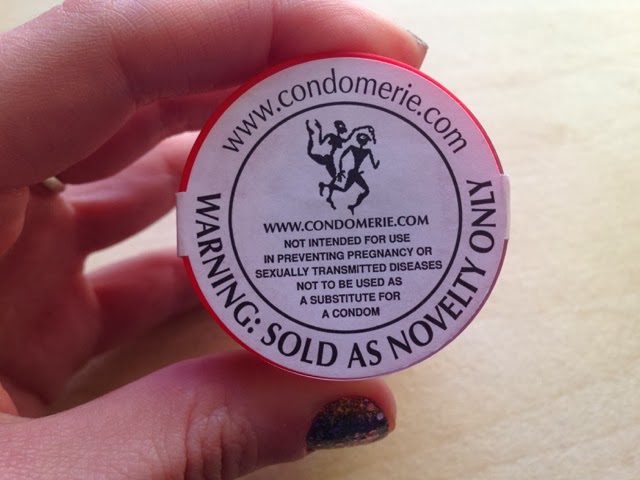 www.condomerie.com
WWW.CONDOMERIE.COM
NOT INTENDED FOR USE
IN PREVENTING PREGNANCY OR
SEXUALLY TRANSMITTED DISEASES
NOT TO BE USED AS
A SUBSTITUTE FOR
A CONDOM
WARNING: SOLD AS NOVELTY ONLY